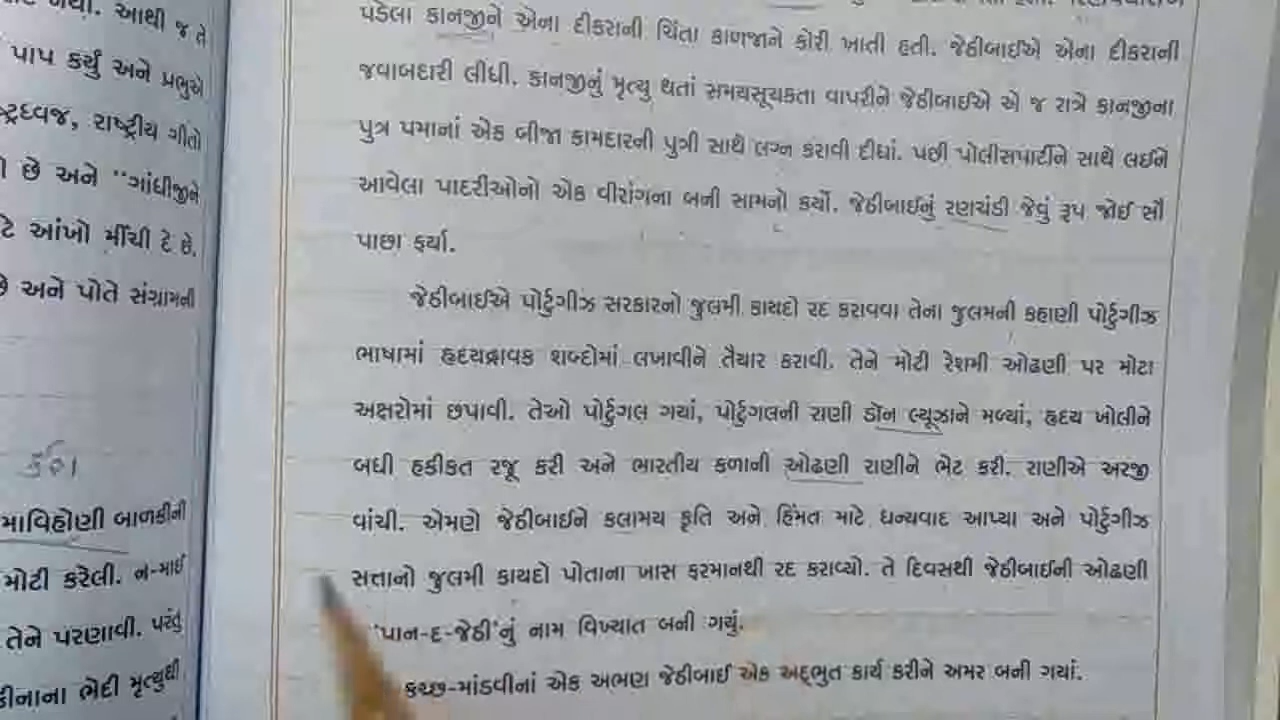 આથી જ તે
પાપ કર્યું અને પ્રભુએ
રાષ્ટ્રીય ગીતો
છે અને "ગાંધીજીને
આંખો મીંચી દે છે.
અને પોતે સંગ્રામની
માવિહોણી બાળકીની
મોટી કરેલી. ન-માઈ
તેને પરણાવી. પરંતુ
ભેદી મૃત્યુથી
પડેલા કાનજીને એના દીકરાની ચિંતા કાળજાને કોરી ખાતી હતી. જેઠીબાઈએ એના દીકરાની
જવાબદારી લીધી. કાનજીનું મૃત્યુ થતાં સમયસૂચકતા વાપરીને જેઠીબાઈએ એ જ રાત્રે કાનજીના
પુત્ર પમાનાં એક બીજા કામદારની પુત્રી સાથે લગ્ન કરાવી દીધાં. પછી પોલીસપાર્ટીને સાથે લઈને
આવેલા પાદરીઓનો એક વીરાંગના બની સામનો કર્યો. જેઠીબાઈનું રણચંડી જેવું રૂપ જોઈ સૌ
પાછા ફર્યા.
જેઠીબાઈએ પોર્ટુગીઝ સરકારનો જુલમી કાયદો રદ કરાવવા તેના જુલમની કહાણી પોર્ટુગીઝ
ભાષામાં હૃદયદ્રાવક શબ્દોમાં લખાવીને તૈયાર કરાવી. તેને મોટી રેશમી ઓઢણી પર મોટા
અક્ષરોમાં છપાવી. તેઓ પોર્ટુગલ ગયાં, પોર્ટુગલની રાણી ડૉન લ્યૂઝાને મળ્યાં, હૃદય ખોલીને
બધી હકીકત રજૂ કરી અને ભારતીય કળાની ઓઢણી રાણીને ભેટ કરી. રાણીએ અરજી
વાંચી. એમણે જેઠીબાઈને કલામય કૃતિ અને હિંમત માટે ધન્યવાદ આપ્યા અને પોર્ટુગીઝ
સત્તાનો જુલમી કાયદો પોતાના ખાસ ફરમાનથી રદ કરાવ્યો. તે દિવસથી જેઠીબાઈની ઓઢણી
'પાન-દ-જેઠી'નું નામ વિખ્યાત બની ગયું.
કચ્છ-માંડવીનાં એક અભણ જેઠીબાઈ એક અદ્ભુત કાર્ય કરીને અમર બની ગયાં.